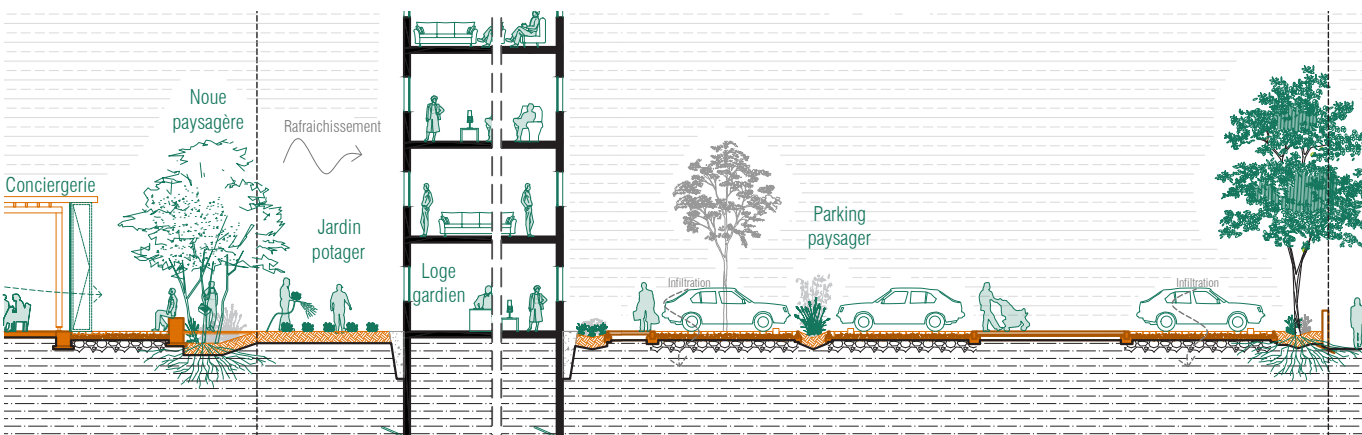 Noue
paysagère
Rafraichissement
Conciergerie
Jardin
potager
Loge
gardien
Parking
paysager
Infiltration
Infiltration